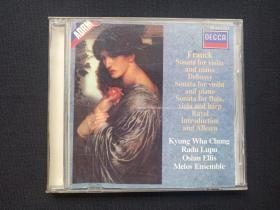 ADRM
DECCA
Franck
Sonata for violin
and piano
Debussy
Sonata for violin
and piano
Sonata for flute,
viola and harp
Ravel
Introduction
and Allegro
Kyung Wha Chung
Radu Lupu
Osian Ellis
Melos Ensemble